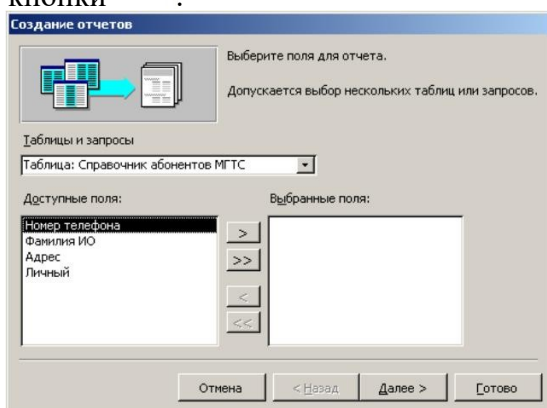 кнопки .
Создание отчетов
Выберите поля для отчета.
Допускается выбор нескольких таблиц или запросов.
Таблицы и запросы
Таблица: Справочник абонентов МГТС
Доступные поля:
Выбранные поля:
Номер телефона
Фамилия ИО
Адрес
Личный
>
>>
<
<<
Отмена
< Назад
Далее >
Готово